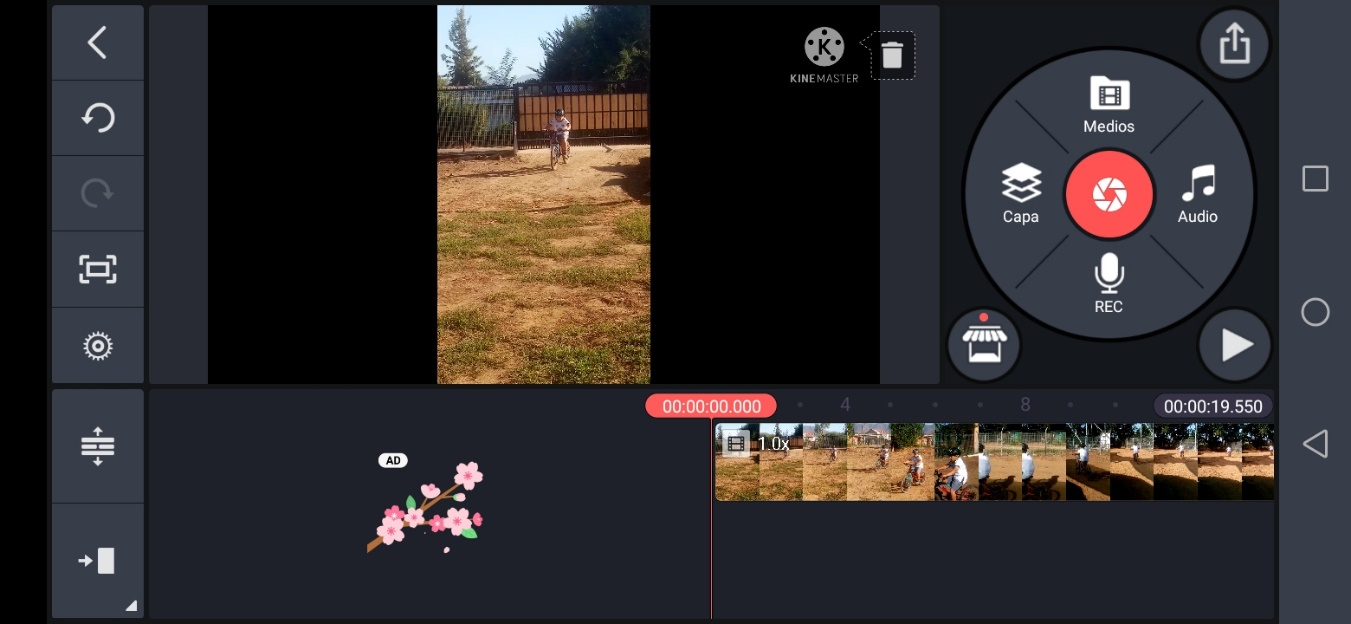 K
KINEMASTER
Medios
Capa
Audio
REC
00:00:00.000
4
8
00:00:19.550
1.0x
AD